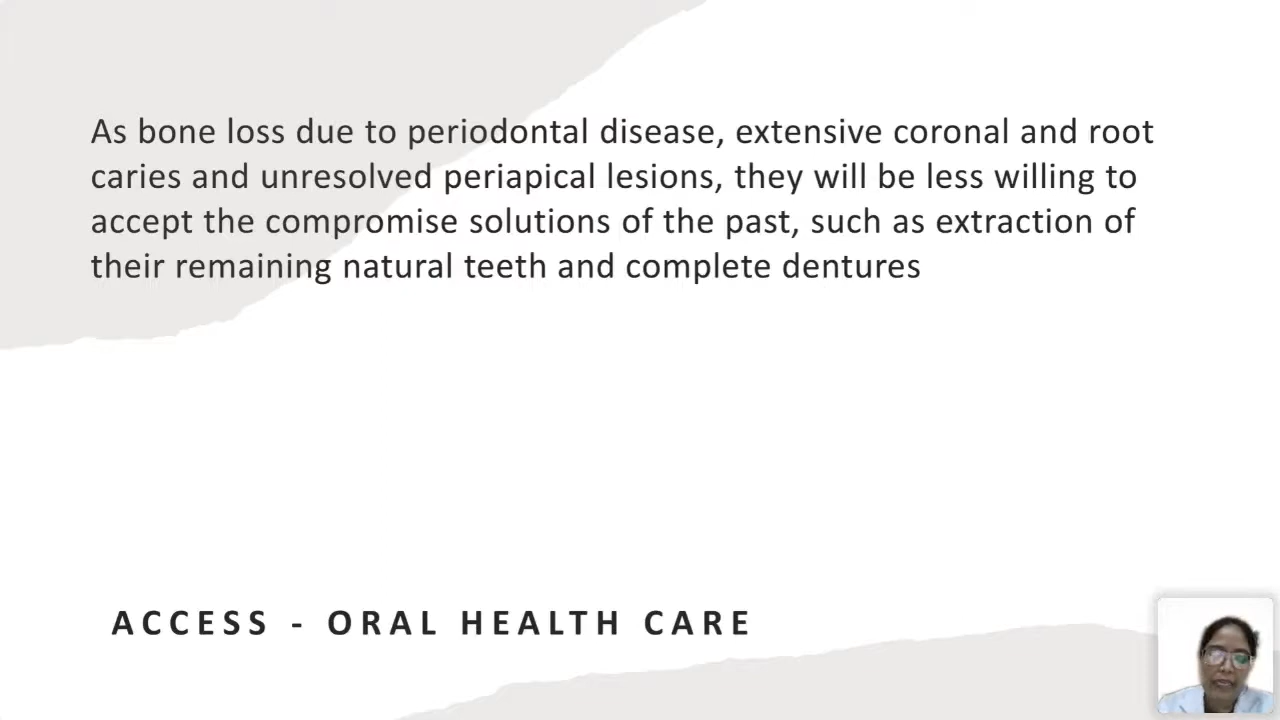 As bone loss due to periodontal disease, extensive coronal and root
caries and unresolved periapical lesions, they will be less willing to
accept the compromise solutions of the past, such as extraction of
their remaining natural teeth and complete dentures
ACCESS - ORAL HEALTH CARE